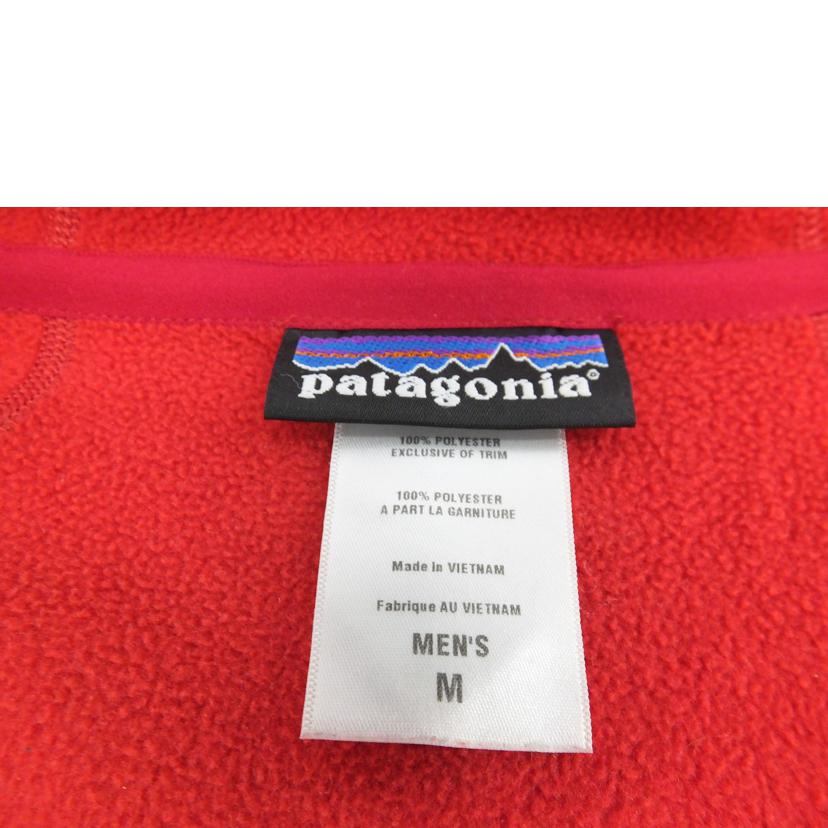 patagonia®
100% POLYESTER
EXCLUSIVE OF TRIM
100% POLYESTER
A PART LA GARNITURE
Made in VIETNAM
Fabrique AU VIETNAM
MEN'S
M